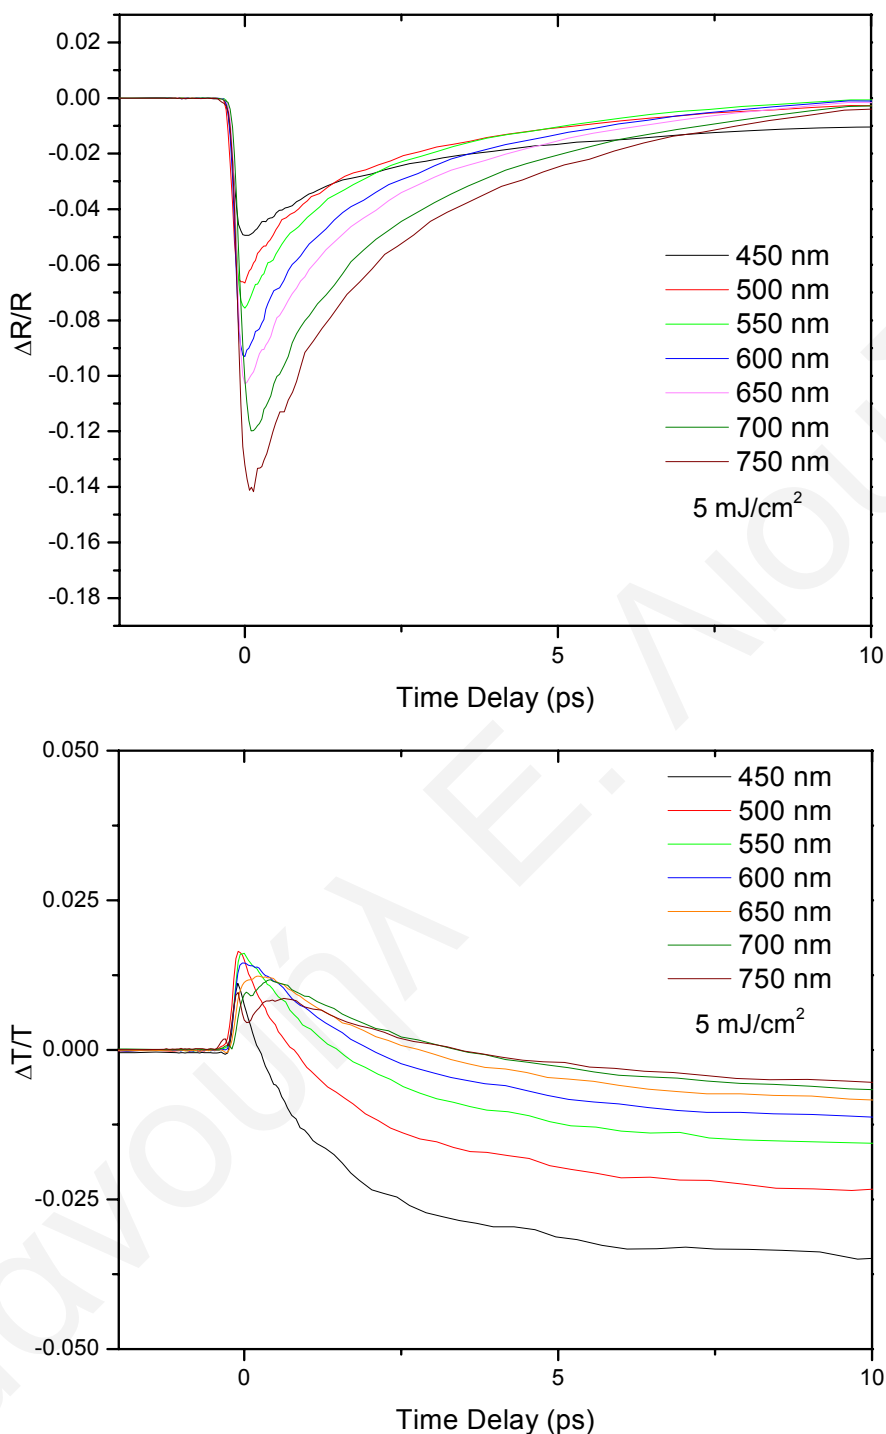 0.02
0.00
-0.02
-0.04
-0.06
-0.08
-0.10
-0.12
-0.14
-0.16
-0.18
ΔR/R
450 nm
500 nm
550 nm
600 nm
650 nm
700 nm
750 nm
5 mJ/cm²
0 5 10
Time Delay (ps)
0.050
0.025
0.000
-0.025
-0.050
ΔT/T
450 nm
500 nm
550 nm
600 nm
650 nm
700 nm
750 nm
5 mJ/cm²
0 5 10
Time Delay (ps)